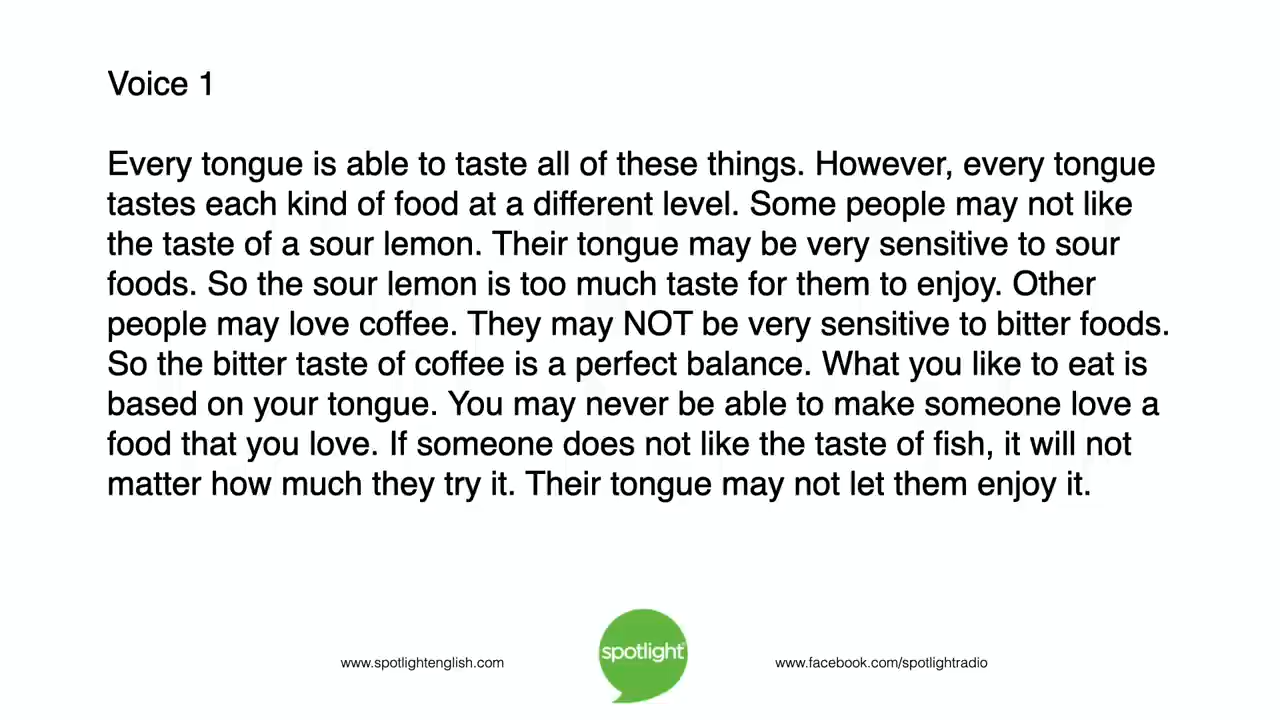 Voice 1
Every tongue is able to taste all of these things. However, every tongue
tastes each kind of food at a different level. Some people may not like
the taste of a sour lemon. Their tongue may be very sensitive to sour
foods. So the sour lemon is too much taste for them to enjoy. Other
people may love coffee. They may NOT be very sensitive to bitter foods.
So the bitter taste of coffee is a perfect balance. What you like to eat is
based on your tongue. You may never be able to make someone love a
food that you love. If someone does not like the taste of fish, it will not
matter how much they try it. Their tongue may not let them enjoy it.
www.spotlightenglish.com
spotlight
www.facebook.com/spotlightradio